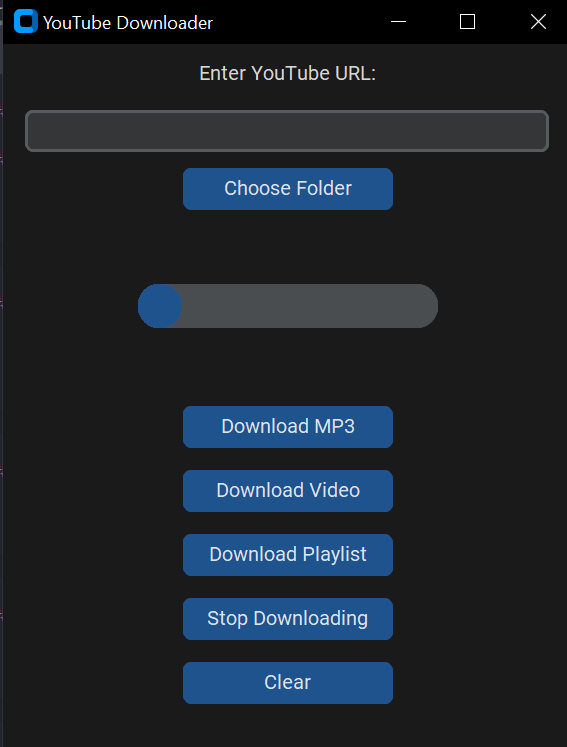 YouTube Downloader
Enter YouTube URL:
Choose Folder
Download MP3
Download Video
Download Playlist
Stop Downloading
Clear